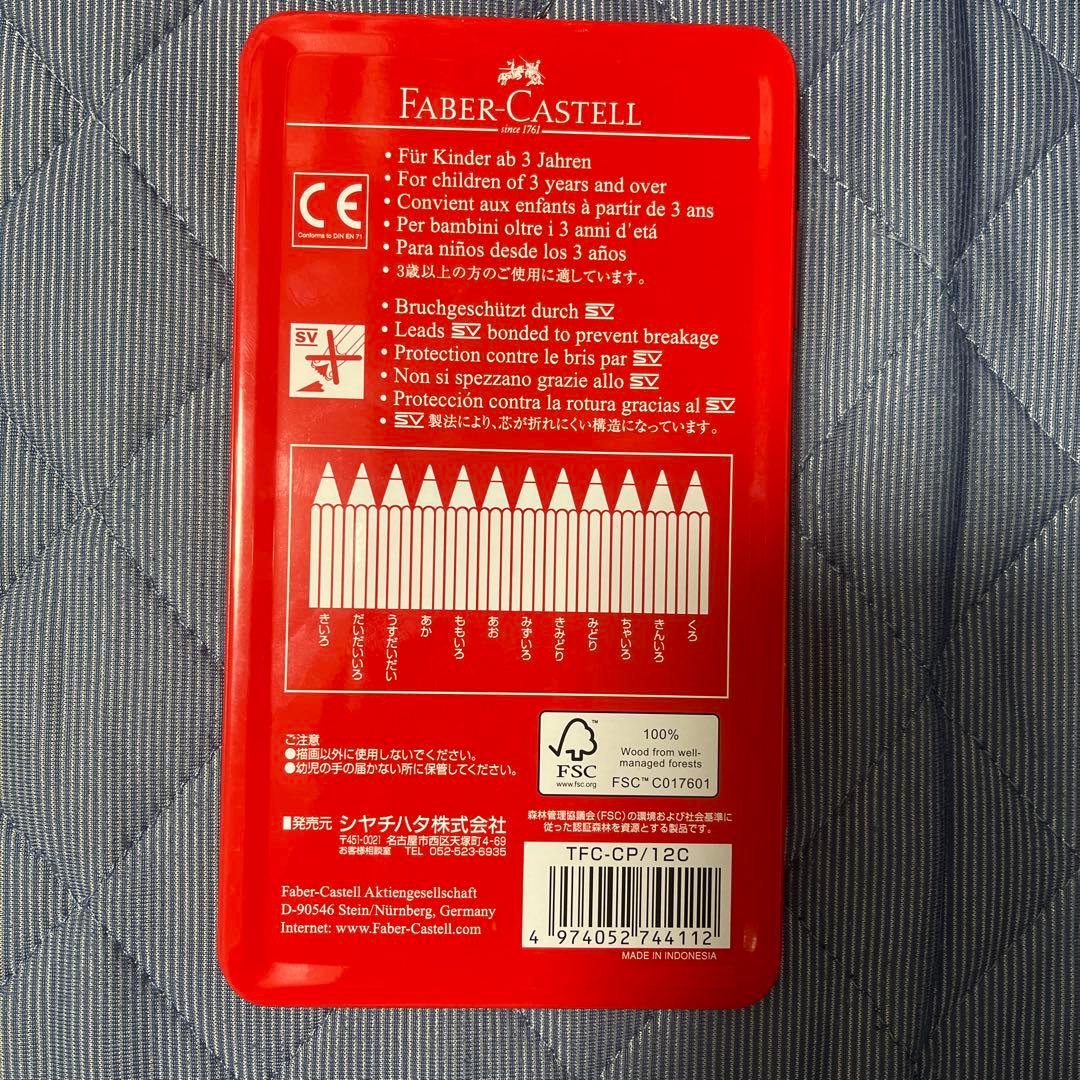 FABER-CASTELL
since 1761
CE
Conforms to DIN EN 71
• Für Kinder ab 3 Jahren
• For children of 3 years and over
• Convient aux enfants à partir de 3 ans
• Per bambini oltre i 3 anni d'etá
• Para niños desde los 3 años
• 3歳以上の方のご使用に適しています。
SV
• Bruchgeschützt durch SV
• Leads SV bonded to prevent breakage
• Protection contre le bris par SV
• Non si spezzano grazie allo SV
• Protección contra la rotura gracias al SV
• SV 製法により、芯が折れにくい構造になっています。
きいろ
だいだいいろ
うすだいだい
あか
ももいろ
あお
みずいろ
きみどり
みどり
ちゃいろ
きんいろ
くろ
ご注意
●描画以外に使用しないでください。
●幼児の手の届かない所に保管してください。
FSC
www.fsc.org
100%
Wood from well-
managed forests
FSC™ C017601
森林管理協議会(FSC)の環境および社会基準に
従った認証森林を資源とする製品です。
■発売元 シヤチハタ株式会社
〒451-0021 名古屋市西区天塚町4-69
お客様相談室 TEL 052-523-6935
Faber-Castell Aktiengesellschaft
D-90546 Stein/Nürnberg, Germany
Internet: www.Faber-Castell.com
TFC-CP/12C
4 974052 744112
MADE IN INDONESIA